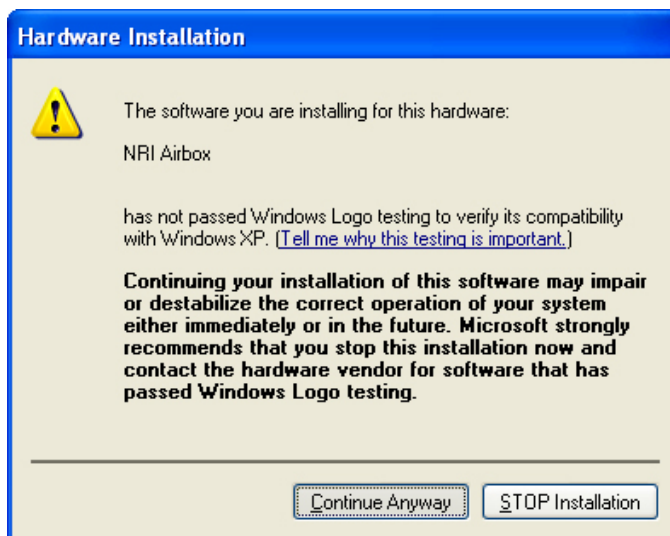 Hardware Installation
The software you are installing for this hardware:
NRI Airbox
has not passed Windows Logo testing to verify its compatibility
with Windows XP. (Tell me why this testing is important.)
Continuing your installation of this software may impair
or destabilize the correct operation of your system
either immediately or in the future. Microsoft strongly
recommends that you stop this installation now and
contact the hardware vendor for software that has
passed Windows Logo testing.
Continue Anyway
STOP Installation